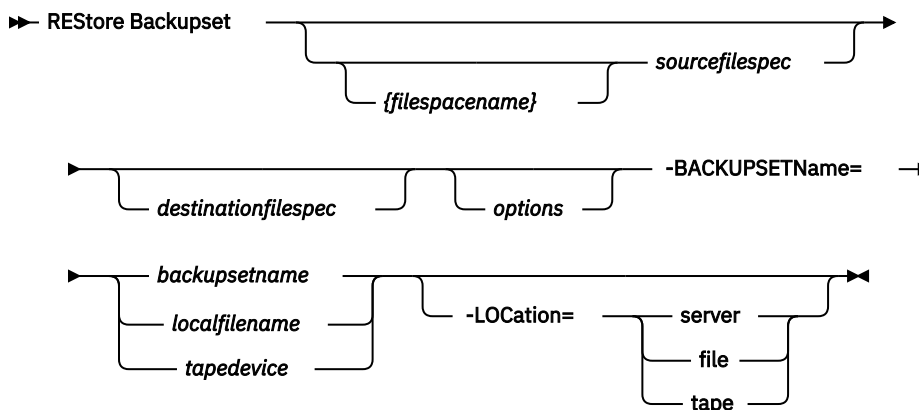 REStore Backupset
sourcefilespec
{filespacename}
destinationfilespec
options
-BACKUPSETName=
backupsetname
localfilename
tapedevice
-LOCation=
server
file
tape